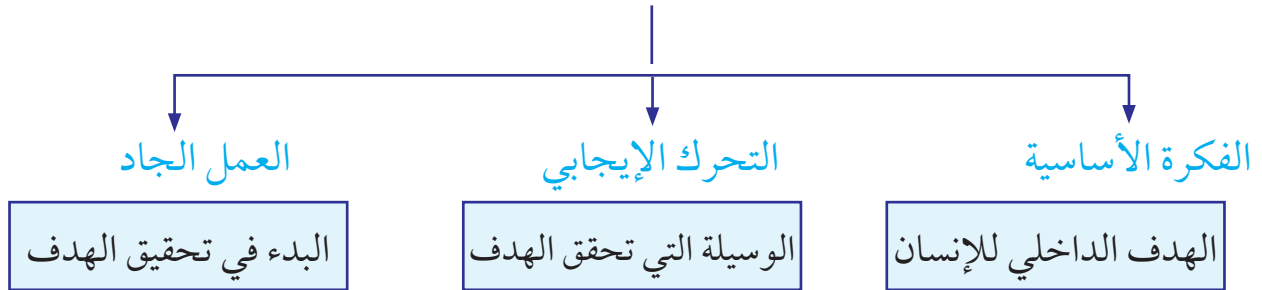 الفكرة الأساسية
التحرك الإيجابي
العمل الجاد
الهدف الداخلي للإنسان
الوسيلة التي تحقق الهدف
البدء في تحقيق الهدف